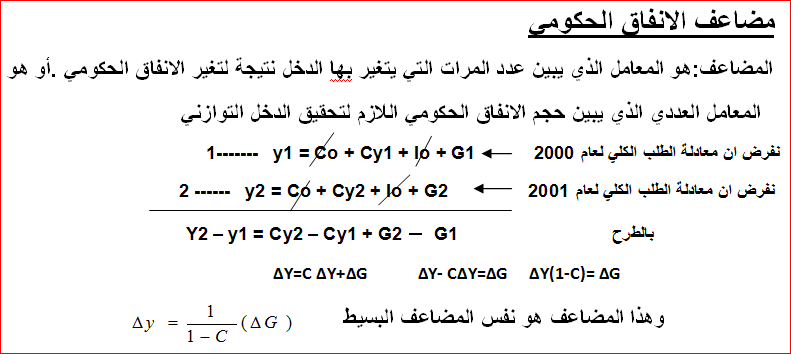 مضاعف الانفاق الحكومي
المضاعف:هو المعامل الذي يبين عدد المرات التي يتغير بها الدخل نتيجة لتغير الانفاق الحكومي .أو هو
المعامل العددي الذي يبين حجم الانفاق الحكومي اللازم لتحقيق الدخل التوازني
نفرض ان معادلة الطلب الكلي لعام 2000 ← y1 = Co + Cy1 + Io + G1 -------1
نفرض ان معادلة الطلب الكلي لعام 2001 ← y2 = Co + Cy2 + Io + G2 ------ 2
بالطرح Y2 – y1 = Cy2 – Cy1 + G2 – G1
ΔY=C ΔY+ΔG ΔY- CΔY=ΔG ΔY(1-C)= ΔG
وهذا المضاعف هو نفس المضاعف البسيط Δy = 1/(1 − C) (ΔG)